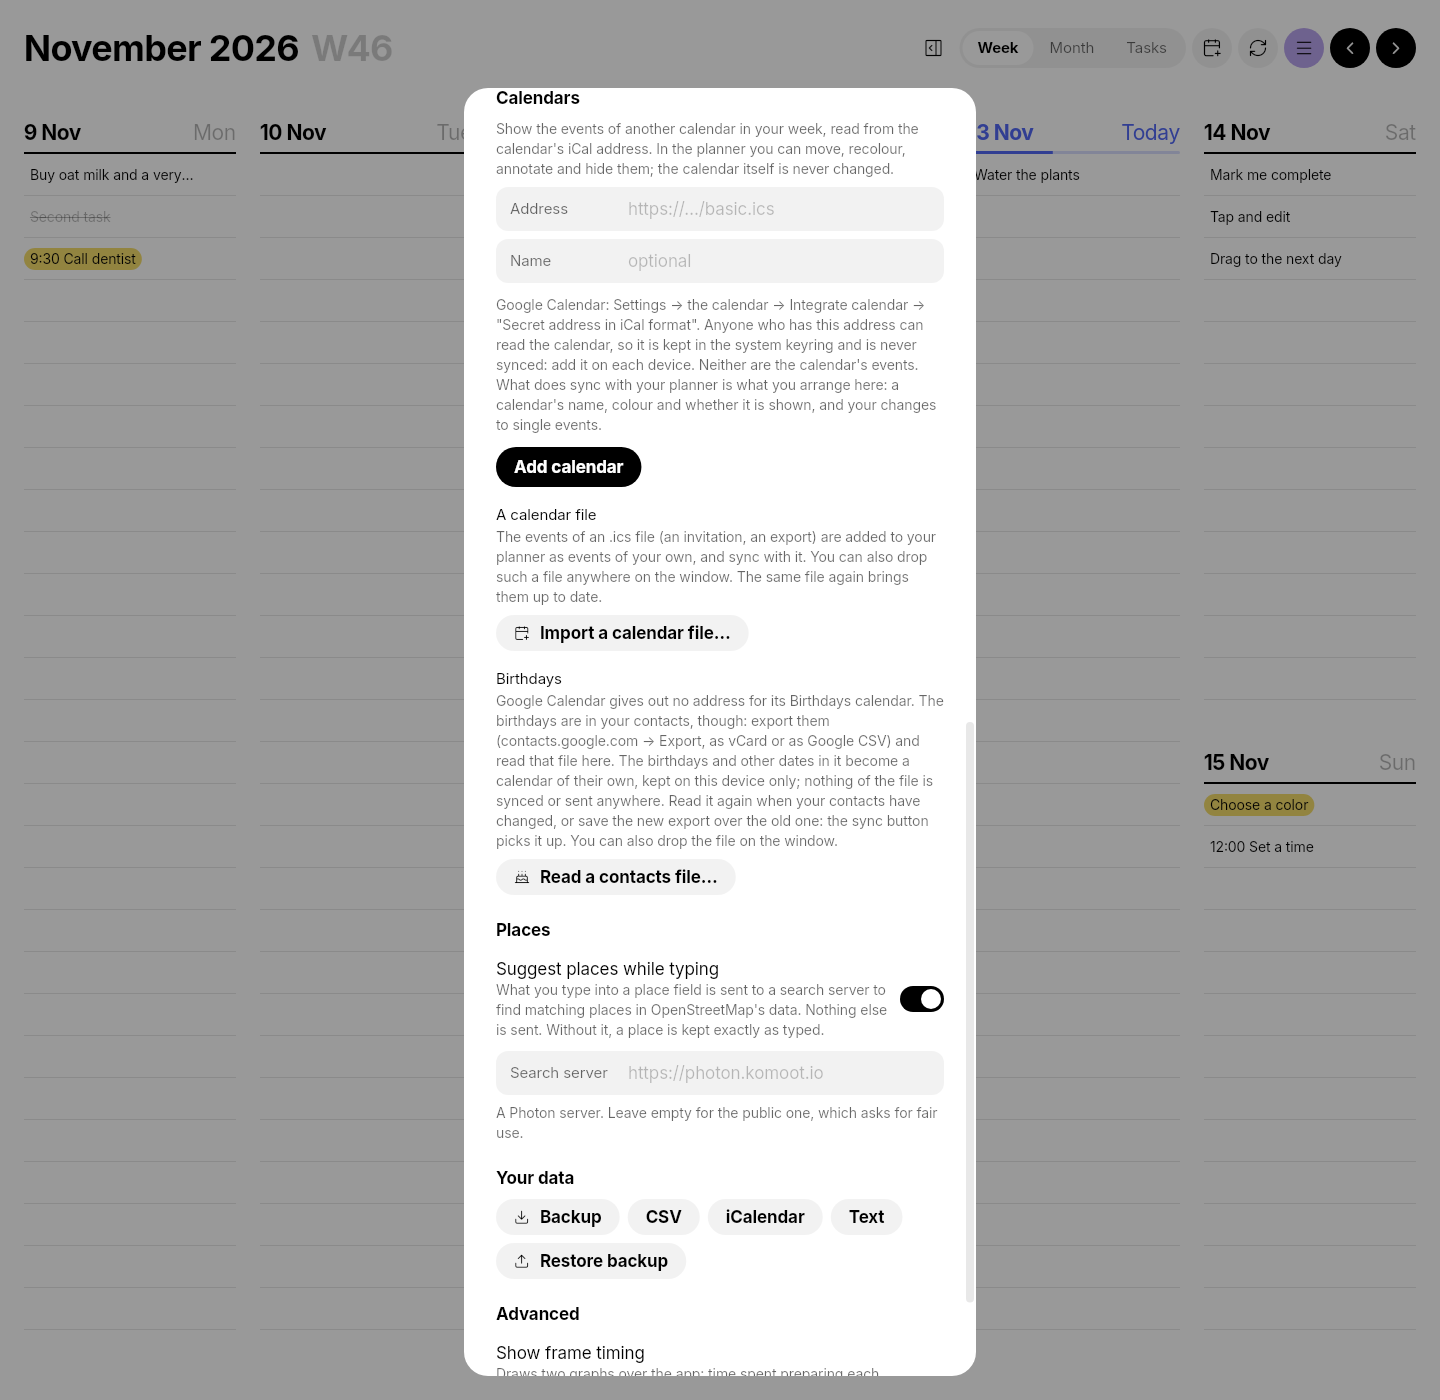 November 2026 W46
Week
Month
Tasks
9 Nov
Mon
Buy oat milk and a very...
Second task
9:30 Call dentist
10 Nov
Tue
3 Nov
Today
Water the plants
14 Nov
Sat
Mark me complete
Tap and edit
Drag to the next day
15 Nov
Sun
Choose a color
12:00 Set a time
Calendars
Show the events of another calendar in your week, read from the
calendar's iCal address. In the planner you can move, recolour,
annotate and hide them; the calendar itself is never changed.
Address https://.../basic.ics
Name optional
Google Calendar: Settings → the calendar → Integrate calendar →
"Secret address in iCal format". Anyone who has this address can
read the calendar, so it is kept in the system keyring and is never
synced: add it on each device. Neither are the calendar's events.
What does sync with your planner is what you arrange here: a
calendar's name, colour and whether it is shown, and your changes
to single events.
Add calendar
A calendar file
The events of an .ics file (an invitation, an export) are added to your
planner as events of your own, and sync with it. You can also drop
such a file anywhere on the window. The same file again brings
them up to date.
Import a calendar file...
Birthdays
Google Calendar gives out no address for its Birthdays calendar. The
birthdays are in your contacts, though: export them
(contacts.google.com → Export, as vCard or as Google CSV) and
read that file here. The birthdays and other dates in it become a
calendar of their own, kept on this device only; nothing of the file is
synced or sent anywhere. Read it again when your contacts have
changed, or save the new export over the old one: the sync button
picks it up. You can also drop the file on the window.
Read a contacts file...
Places
Suggest places while typing
What you type into a place field is sent to a search server to
find matching places in OpenStreetMap's data. Nothing else
is sent. Without it, a place is kept exactly as typed.
Search server https://photon.komoot.io
A Photon server. Leave empty for the public one, which asks for fair
use.
Your data
Backup
CSV
iCalendar
Text
Restore backup
Advanced
Show frame timing
Draws two graphs over the app: time spent preparing each